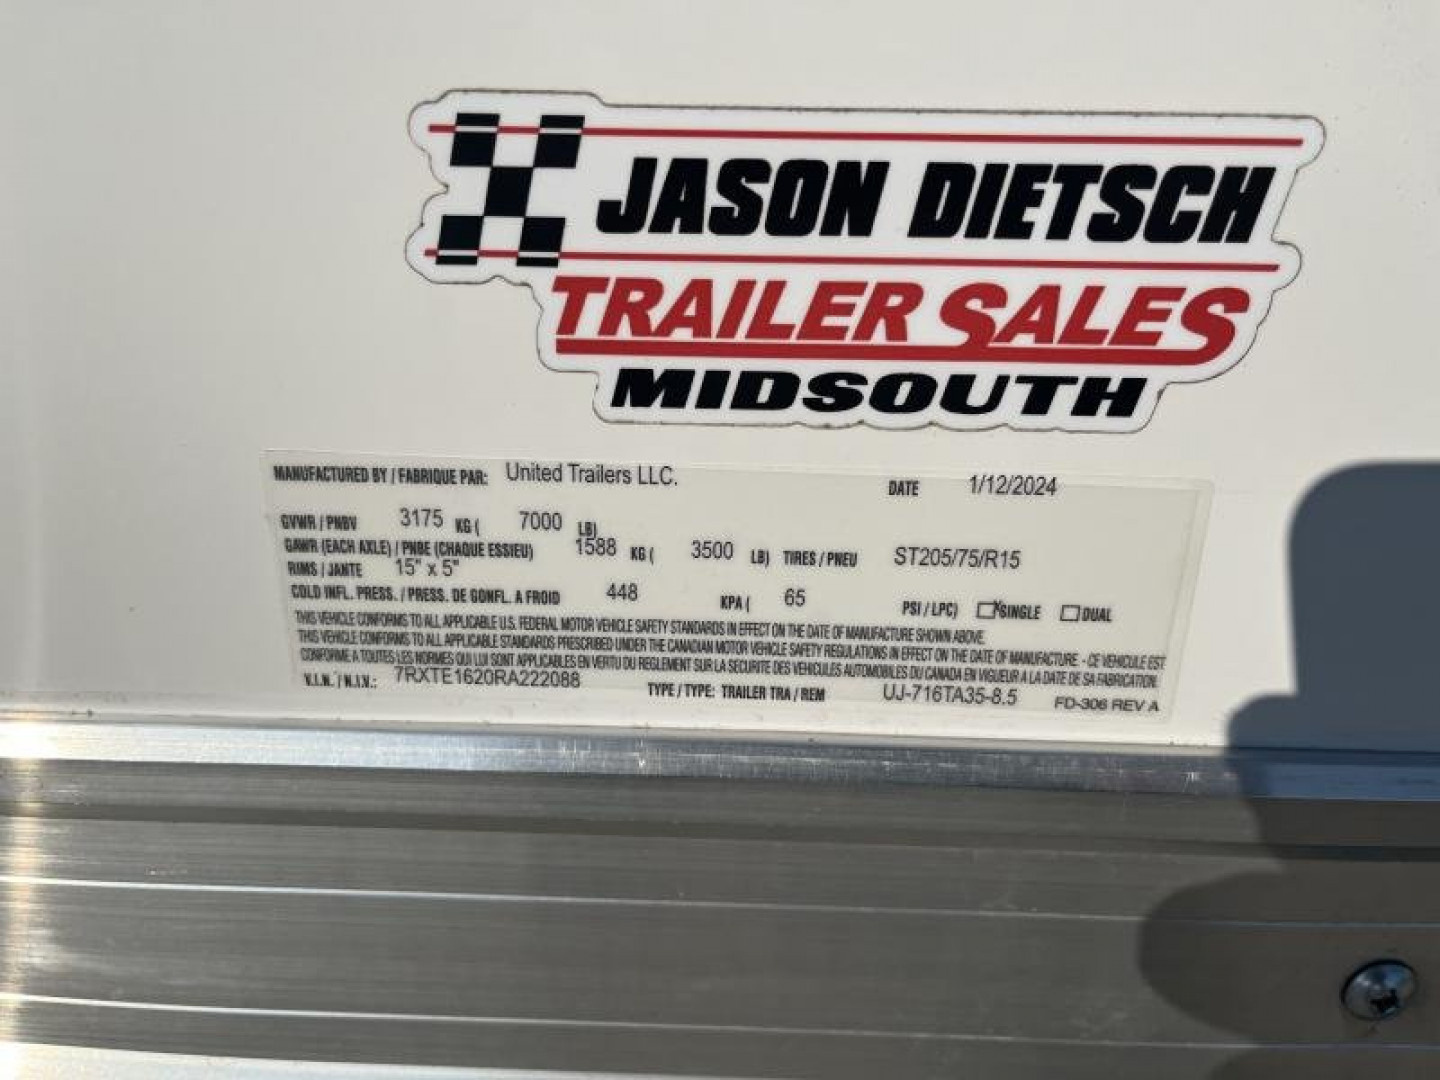 JASON DIETSCH
TRAILER SALES
MIDSOUTH
MANUFACTURED BY / FABRIQUE PAR: United Trailers LLC. DATE 1/12/2024
GVWR / PNBV 3175 KG ( 7000 LB)
GAWR (EACH AXLE) / PNBE (CHAQUE ESSIEU) 1588 KG ( 3500 LB) TIRES / PNEU ST205/75/R15
RIMS / JANTE 15" x 5"
COLD INFL. PRESS. / PRESS. DE GONFL. A FROID 448 KPA ( 65 PSI / LPC) ☒ SINGLE ☐ DUAL
THIS VEHICLE CONFORMS TO ALL APPLICABLE U.S. FEDERAL MOTOR VEHICLE SAFETY STANDARDS IN EFFECT ON THE DATE OF MANUFACTURE SHOWN ABOVE.
THIS VEHICLE CONFORMS TO ALL APPLICABLE STANDARDS PRESCRIBED UNDER THE CANADIAN MOTOR VEHICLE SAFETY REGULATIONS IN EFFECT ON THE DATE OF MANUFACTURE. - CE VEHICULE EST
CONFORME A TOUTES LES NORMES QUI LUI SONT APPLICABLES EN VERTU DU REGLEMENT SUR LA SECURITE DES VEHICULES AUTOMOBILES DU CANADA EN VIGUEUR A LA DATE DE SA FABRICATION.
V.I.N. / N.I.V.: 7RXTE1620RA222088 TYPE / TYPE: TRAILER TRA / REM UJ-716TA35-8.5 FD-306 REV A